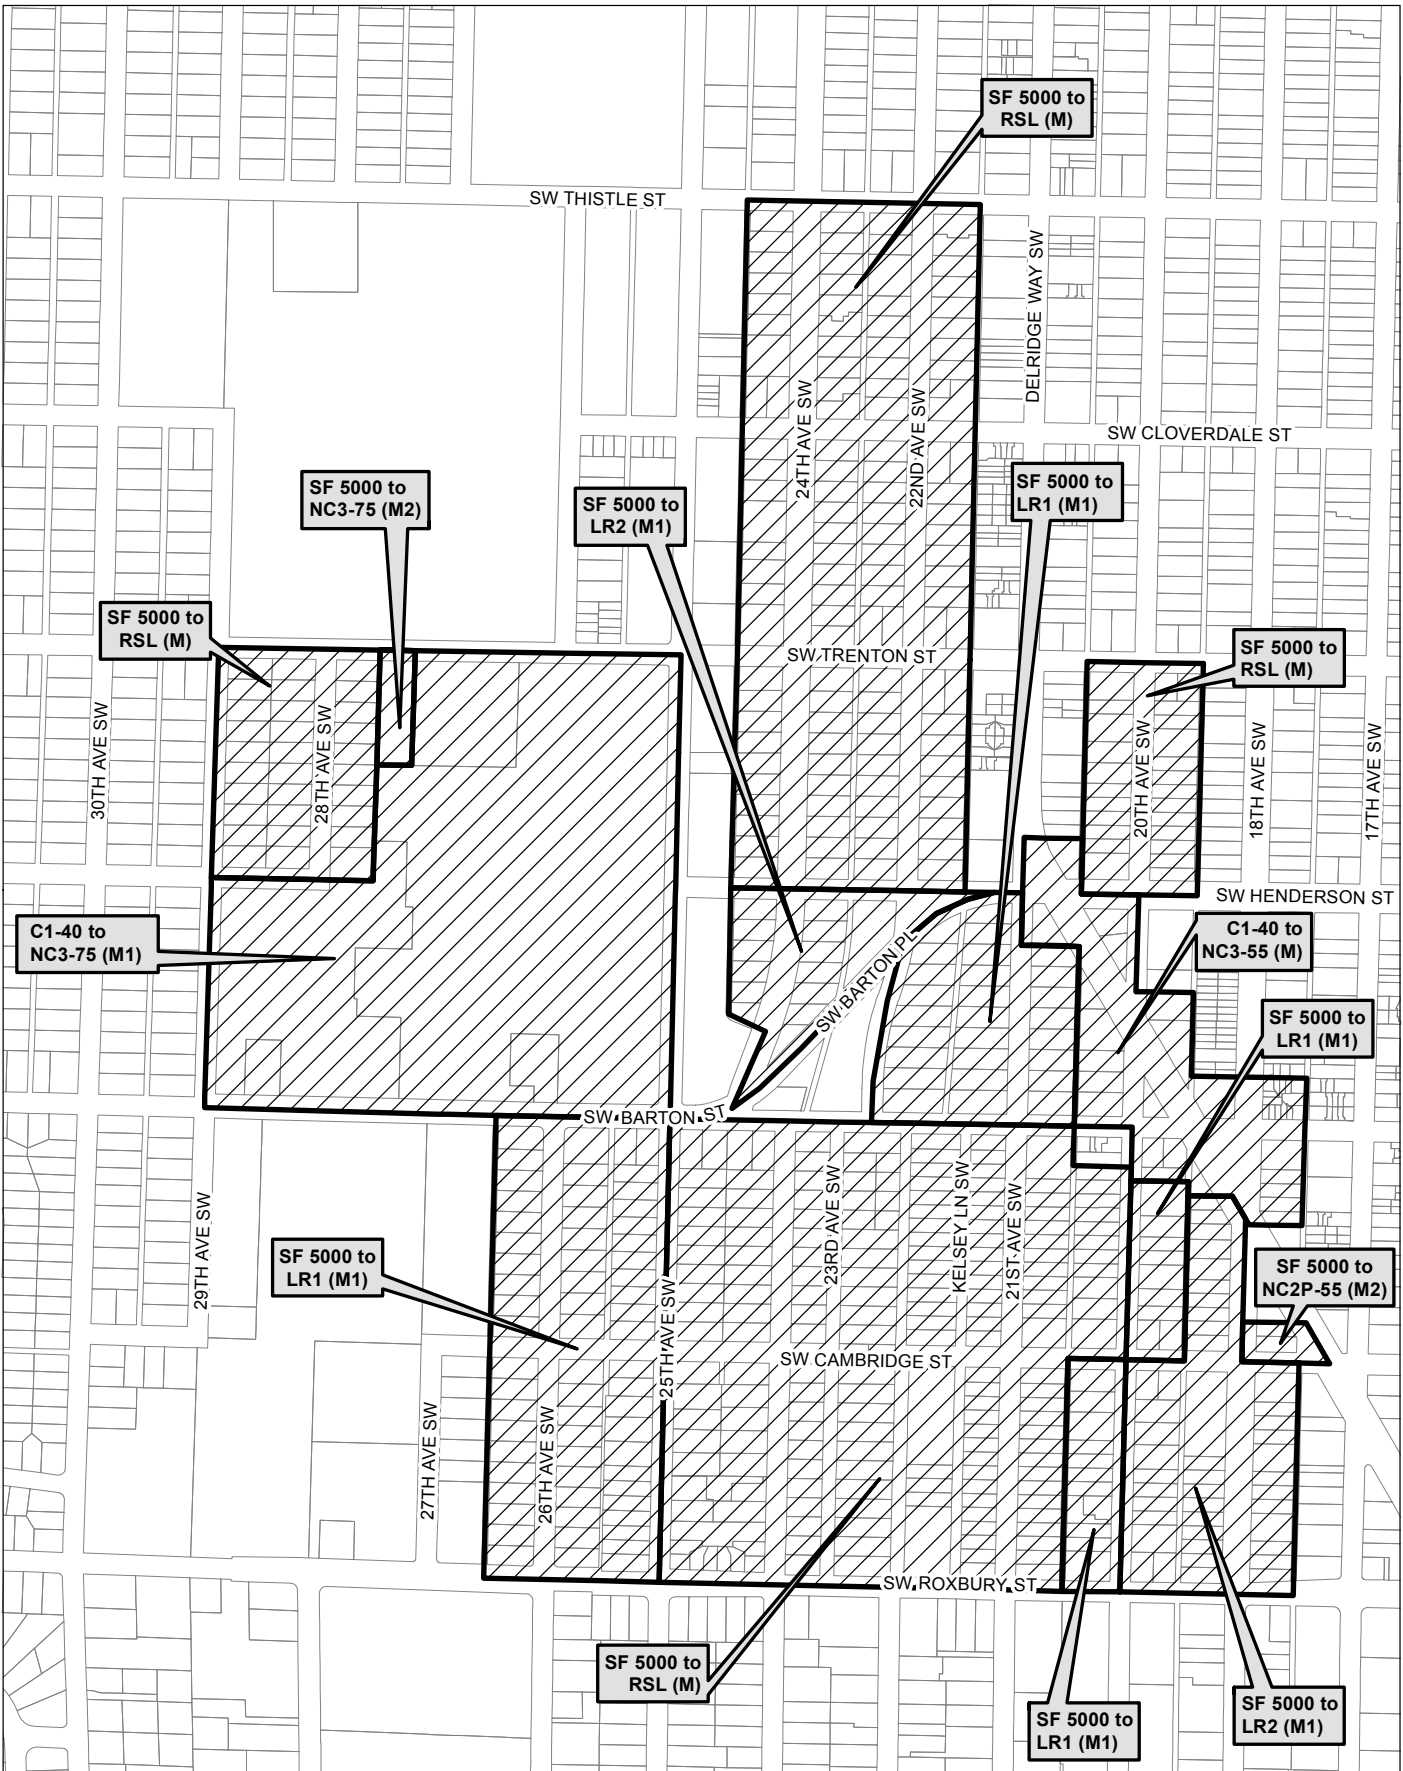 SF 5000 to
RSL (M)
SW THISTLE ST
DELRIDGE WAY SW
24TH AVE SW
22ND AVE SW
SW CLOVERDALE ST
SF 5000 to
NC3-75 (M2)
SF 5000 to
LR2 (M1)
SF 5000 to
LR1 (M1)
SF 5000 to
RSL (M)
SW TRENTON ST
SF 5000 to
RSL (M)
30TH AVE SW
28TH AVE SW
20TH AVE SW
18TH AVE SW
17TH AVE SW
SW HENDERSON ST
C1-40 to
NC3-75 (M1)
C1-40 to
NC3-55 (M)
SW BARTON PL
SF 5000 to
LR1 (M1)
SW BARTON ST
29TH AVE SW
23RD AVE SW
KELSEY LN SW
21ST AVE SW
SF 5000 to
LR1 (M1)
SF 5000 to
NC2P-55 (M2)
25TH AVE SW
SW CAMBRIDGE ST
27TH AVE SW
26TH AVE SW
SW ROXBURY ST
SF 5000 to
RSL (M)
SF 5000 to
LR1 (M1)
SF 5000 to
LR2 (M1)